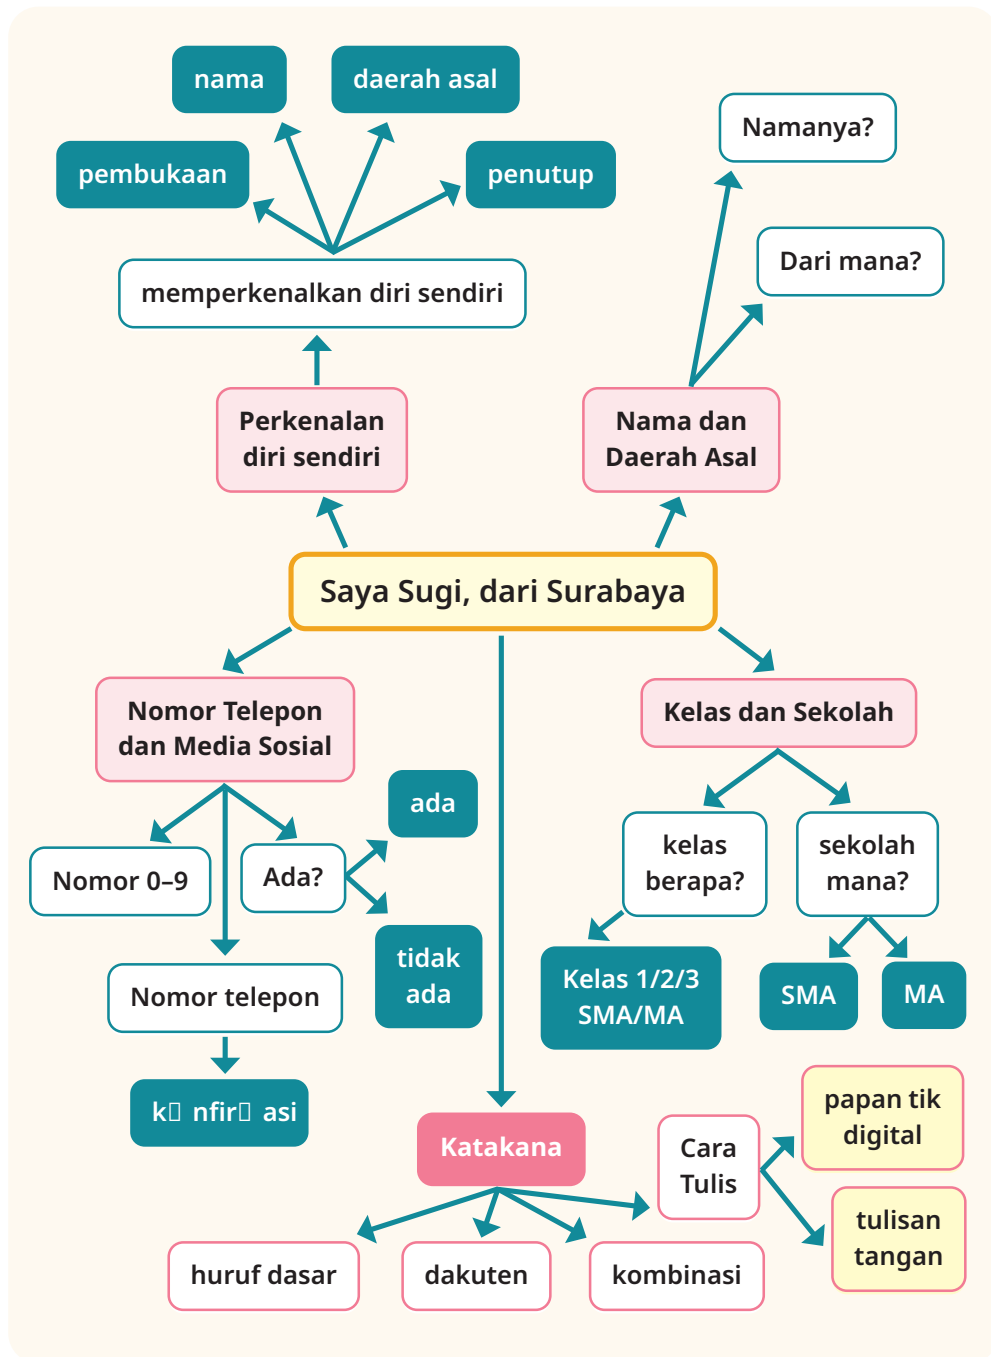 nama
daerah asal
pembukaan
penutup
memperkenalkan diri sendiri
Perkenalan
diri sendiri
Namanya?
Dari mana?
Nama dan
Daerah Asal
Saya Sugi, dari Surabaya
Nomor Telepon
dan Media Sosial
Nomor 0–9
Ada?
ada
tidak
ada
Nomor telepon
Kelas dan Sekolah
kelas
berapa?
sekolah
mana?
Kelas 1/2/3
SMA/MA
SMA
MA
Katakana
huruf dasar
dakuten
kombinasi
Cara
Tulis
papan tik
digital
tulisan
tangan